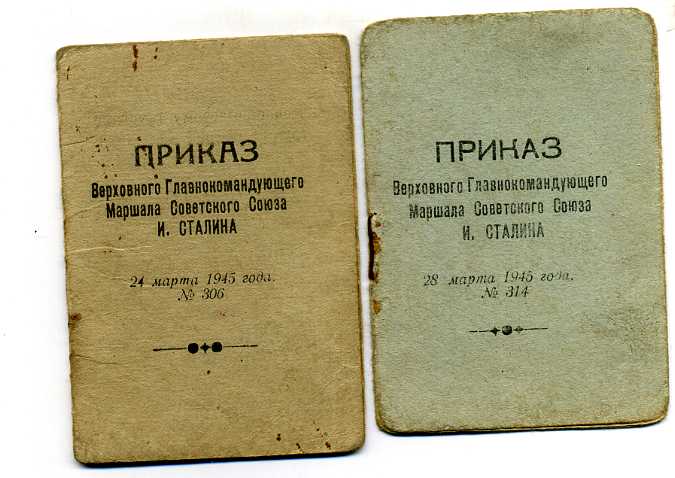 ПРИКАЗ
Верховного Главнокомандующего
Маршала Советского Союза
И. СТАЛИНА
24 марта 1945 года.
№ 306
ПРИКАЗ
Верховного Главнокомандующего
Маршала Советского Союза
И. СТАЛИНА
28 марта 1945 года.
№ 314